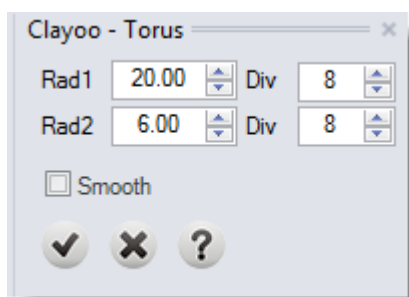 Clayoo - Torus
Rad1 20.00 Div 8
Rad2 6.00 Div 8
Smooth
?